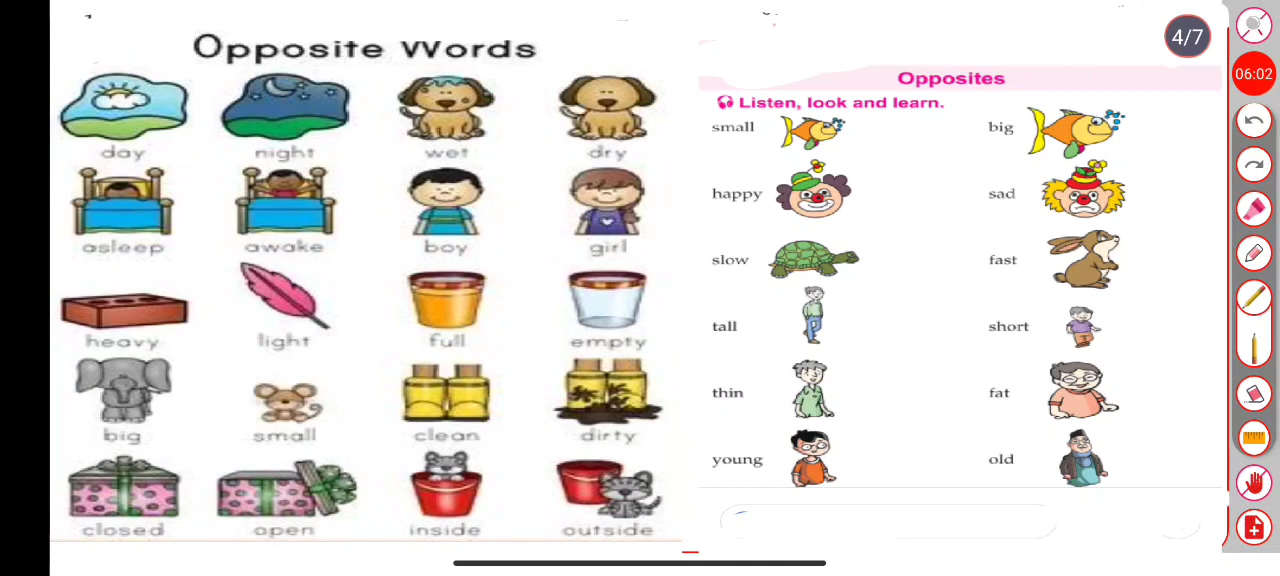 Opposite Words
day night wet dry
asleep awake boy girl
heavy light full empty
big small clean dirty
closed open inside outside
4/7
Opposites
Listen, look and learn.
small big
happy sad
slow fast
tall short
thin fat
young old
06:02